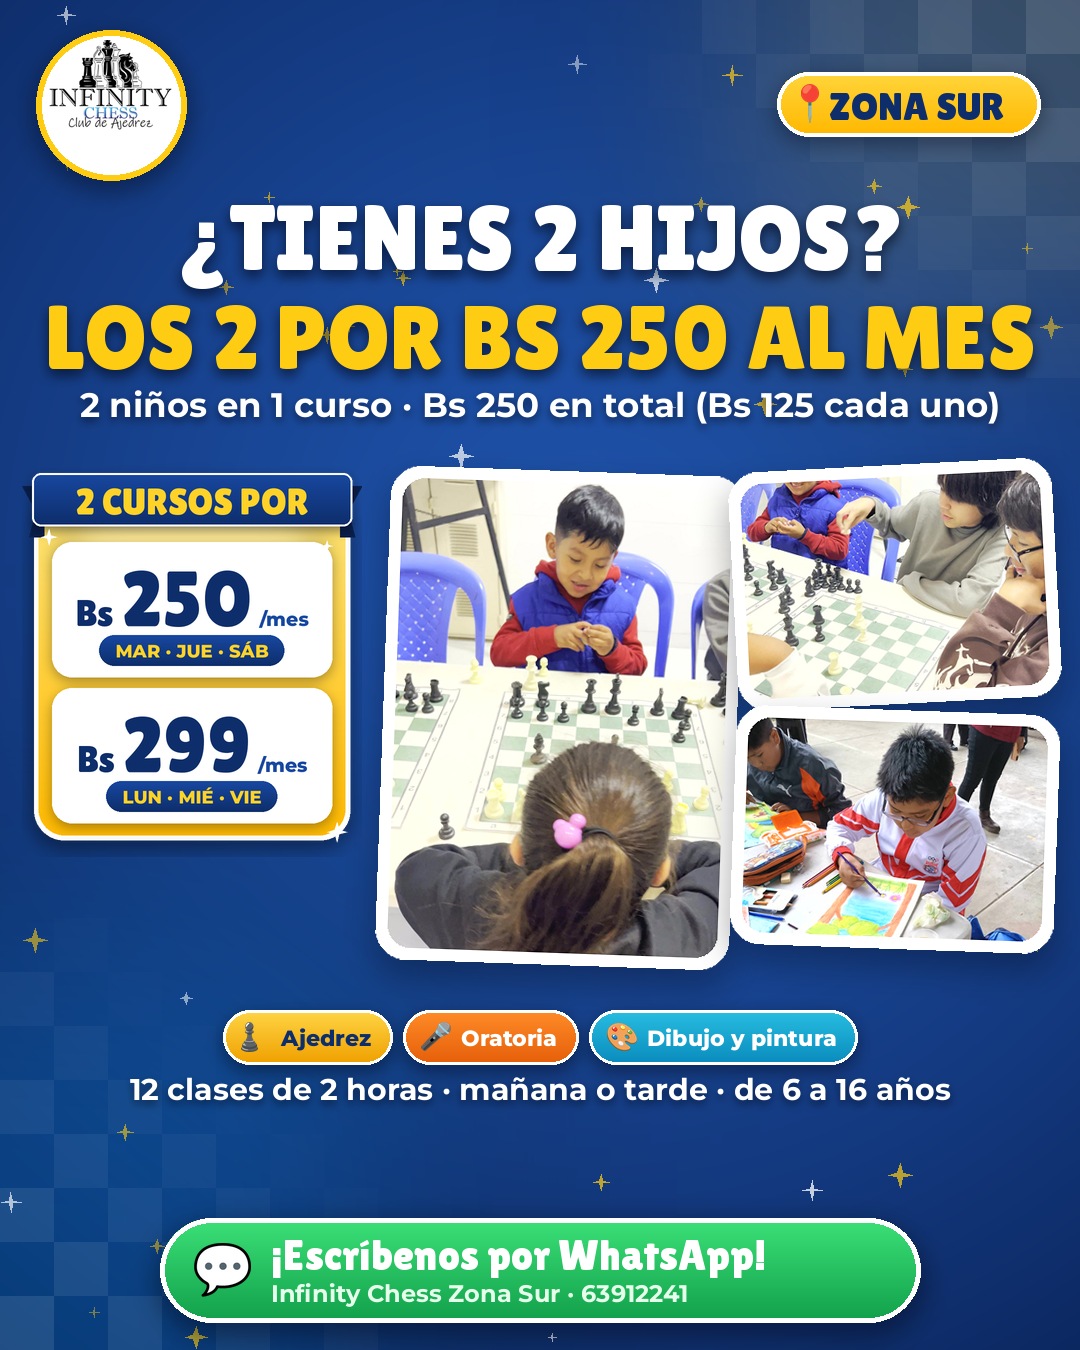 INFINITY
CHESS
Club de Ajedrez
📍ZONA SUR
¿TIENES 2 HIJOS?
LOS 2 POR BS 250 AL MES
2 niños en 1 curso · Bs 250 en total (Bs 125 cada uno)
2 CURSOS POR
Bs 250 /mes
MAR · JUE · SÁB
Bs 299 /mes
LUN · MIÉ · VIE
Ajedrez
Oratoria
Dibujo y pintura
12 clases de 2 horas · mañana o tarde · de 6 a 16 años
¡Escríbenos por WhatsApp!
Infinity Chess Zona Sur · 63912241